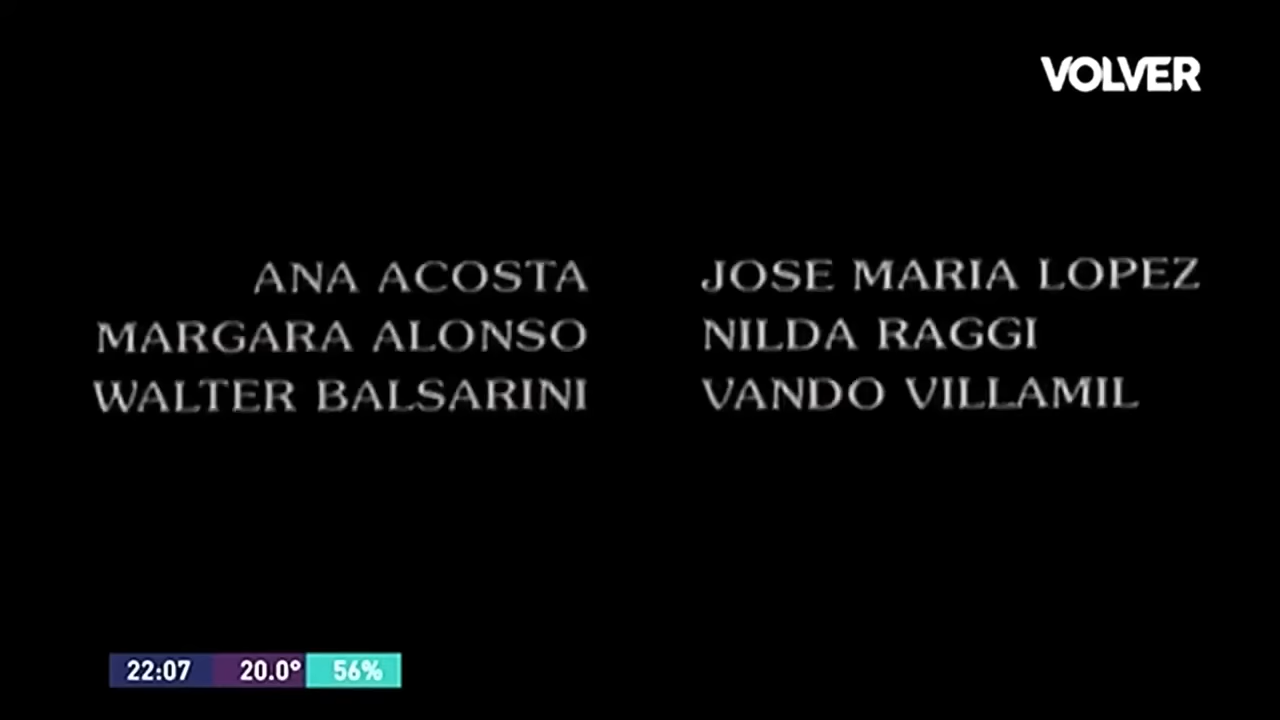 VOLVER
ANA ACOSTA
MARGARA ALONSO
WALTER BALSARINI
JOSE MARIA LOPEZ
NILDA RAGGI
VANDO VILLAMIL
22:07 20.0° 56%